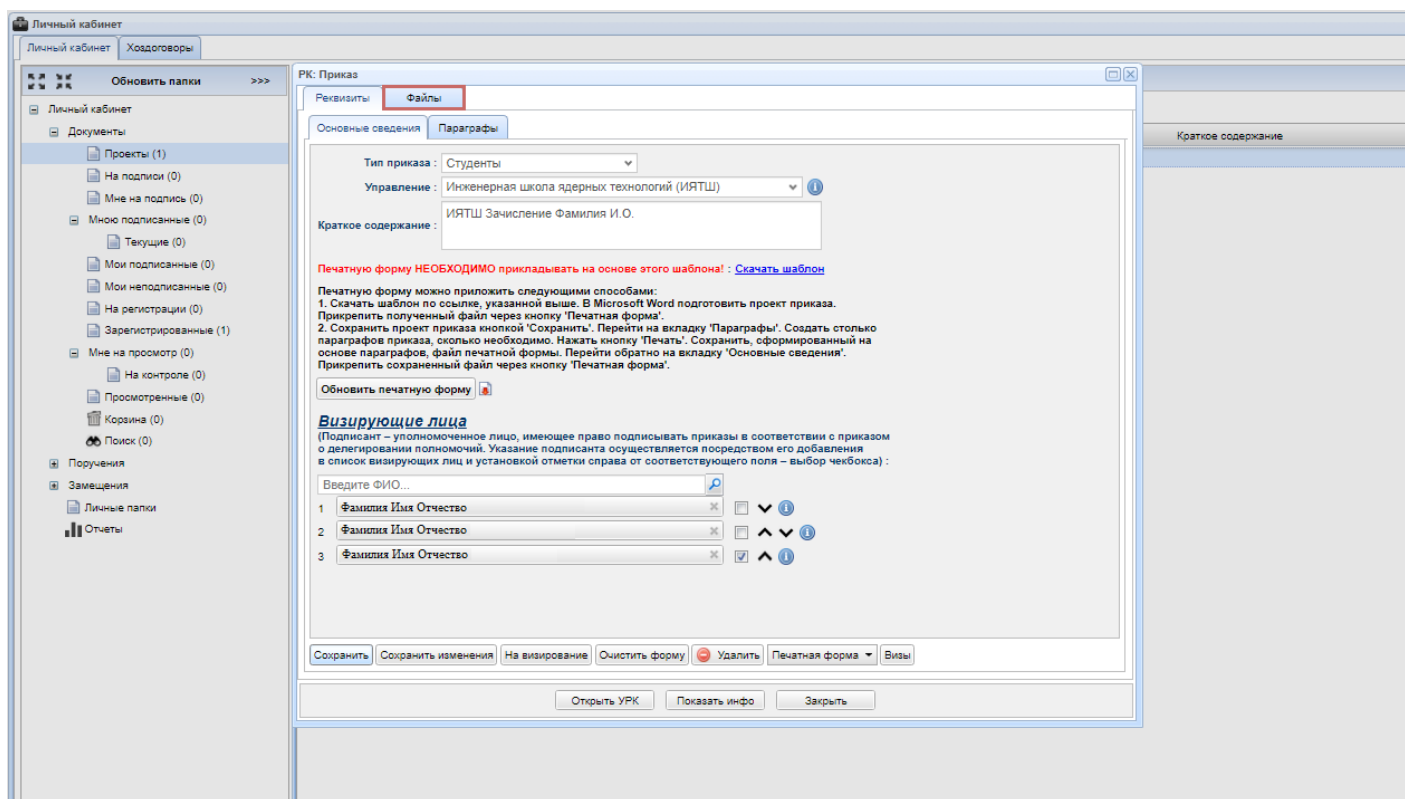 Личный кабинет
Личный кабинет Хоздоговоры
Обновить папки >>>
Личный кабинет
Документы
Проекты (1)
На подписи (0)
Мне на подпись (0)
Мною подписанные (0)
Текущие (0)
Мои подписанные (0)
Мои неподписанные (0)
На регистрации (0)
Зарегистрированные (1)
Мне на просмотр (0)
На контроле (0)
Просмотренные (0)
Корзина (0)
Поиск (0)
Поручения
Замещения
Личные папки
Отчеты
РК: Приказ
Реквизиты Файлы
Основные сведения Параграфы
Тип приказа : Студенты
Управление : Инженерная школа ядерных технологий (ИЯТШ)
Краткое содержание : ИЯТШ Зачисление Фамилия И.О.
Печатную форму НЕОБХОДИМО прикладывать на основе этого шаблона! : Скачать шаблон
Печатную форму можно приложить следующими способами:
1. Скачать шаблон по ссылке, указанной выше. В Microsoft Word подготовить проект приказа.
Прикрепить полученный файл через кнопку 'Печатная форма'.
2. Сохранить проект приказа кнопкой 'Сохранить'. Перейти на вкладку 'Параграфы'. Создать столько
параграфов приказа, сколько необходимо. Нажать кнопку 'Печать'. Сохранить, сформированный на
основе параграфов, файл печатной формы. Перейти обратно на вкладку 'Основные сведения'.
Прикрепить сохраненный файл через кнопку 'Печатная форма'.
Обновить печатную форму
Визирующие лица
(Подписант – уполномоченное лицо, имеющее право подписывать приказы в соответствии с приказом
о делегировании полномочий. Указание подписанта осуществляется посредством его добавления
в список визирующих лиц и установкой отметки справа от соответствующего поля – выбор чекбокса) :
Введите ФИО...
1 Фамилия Имя Отчество
2 Фамилия Имя Отчество
3 Фамилия Имя Отчество
Сохранить Сохранить изменения На визирование Очистить форму Удалить Печатная форма Визы
Открыть УРК Показать инфо Закрыть
Краткое содержание